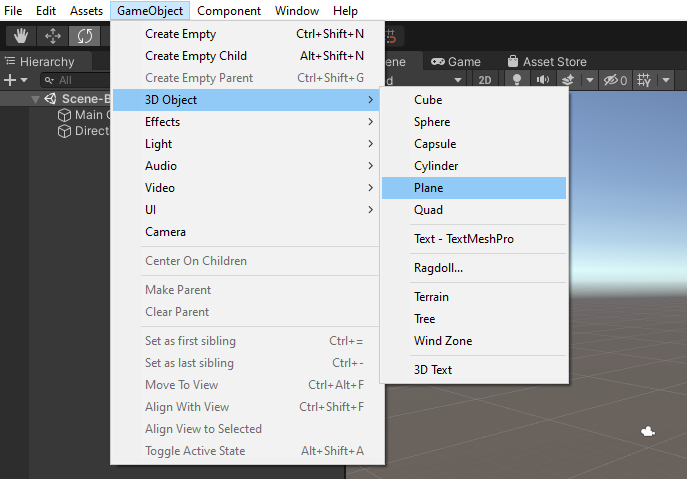 File Edit Assets GameObject Component Window Help
Hierarchy
All
Scene-B
Main
Direct
Create Empty Ctrl+Shift+N
Create Empty Child Alt+Shift+N
Create Empty Parent Ctrl+Shift+G
3D Object
Effects
Light
Audio
Video
UI
Camera
Center On Children
Make Parent
Clear Parent
Set as first sibling Ctrl+=
Set as last sibling Ctrl+-
Move To View Ctrl+Alt+F
Align With View Ctrl+Shift+F
Align View to Selected
Toggle Active State Alt+Shift+A
Game Asset Store
2D 0
Cube
Sphere
Capsule
Cylinder
Plane
Quad
Text - TextMeshPro
Ragdoll...
Terrain
Tree
Wind Zone
3D Text